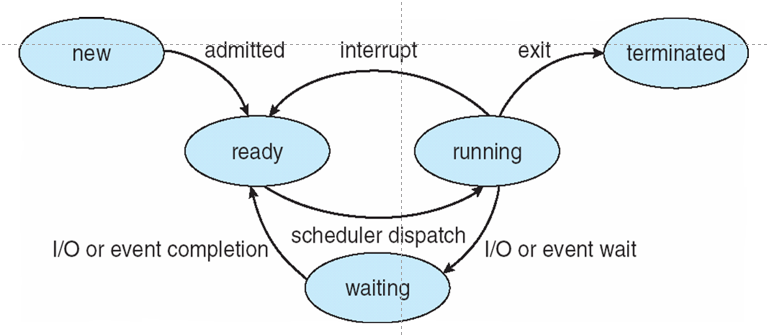 new
admitted
interrupt
exit
terminated
ready
running
I/O or event completion
scheduler dispatch
I/O or event wait
waiting